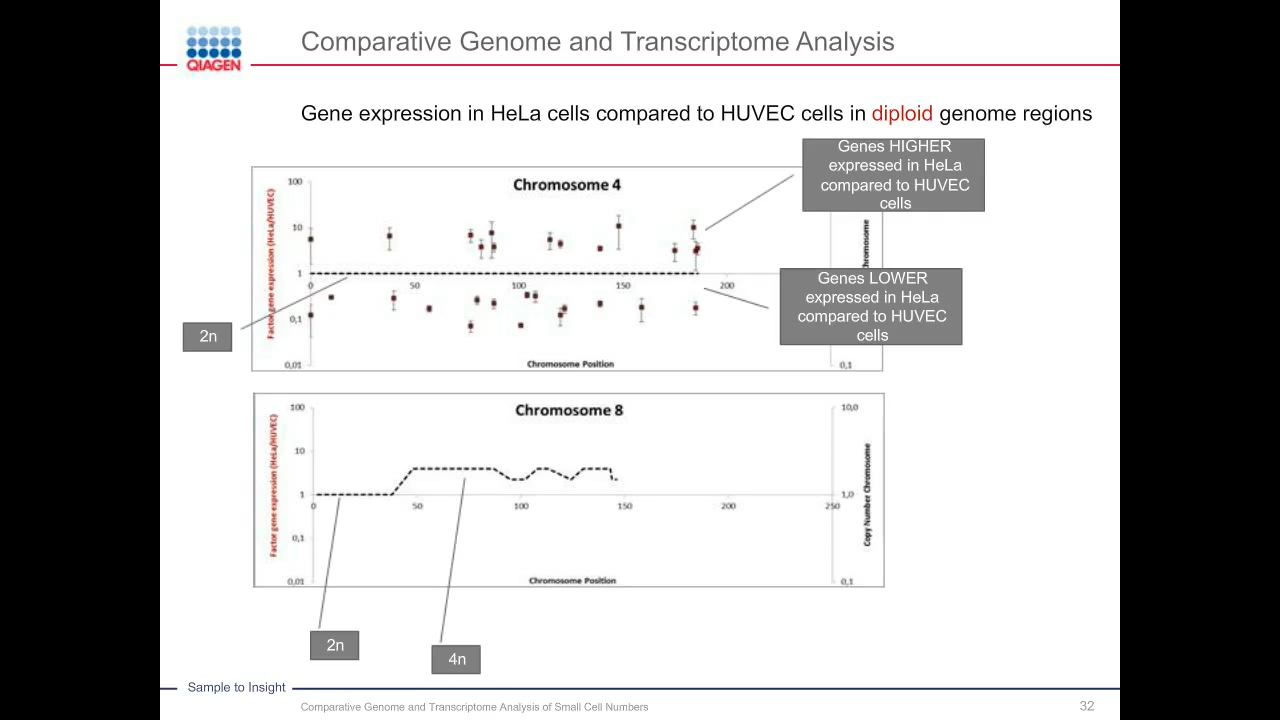 QIAGEN
Comparative Genome and Transcriptome Analysis
Gene expression in HeLa cells compared to HUVEC cells in diploid genome regions
Genes HIGHER
expressed in HeLa
compared to HUVEC
cells
Chromosome 4
Factor gene expression (HeLa/HUVEC)
100
10
1
0,1
0,01
0
50
100
150
200
Chromosome Position
Chromosome
0,1
Genes LOWER
expressed in HeLa
compared to HUVEC
cells
2n
Chromosome 8
Factor gene expression (HeLa/HUVEC)
100
10
1
0,1
0,01
0
50
100
150
200
250
Chromosome Position
10,0
1,0
0,1
Copy Number Chromosome
2n
4n
Sample to Insight
Comparative Genome and Transcriptome Analysis of Small Cell Numbers
32